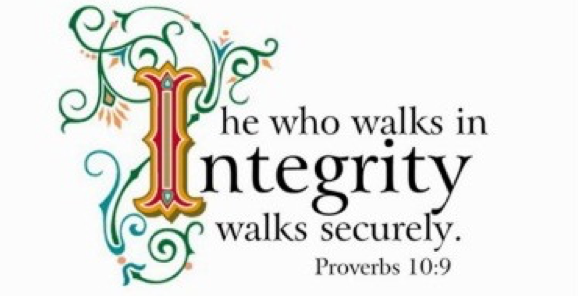 he who walks in
Integrity
walks securely.
Proverbs 10:9